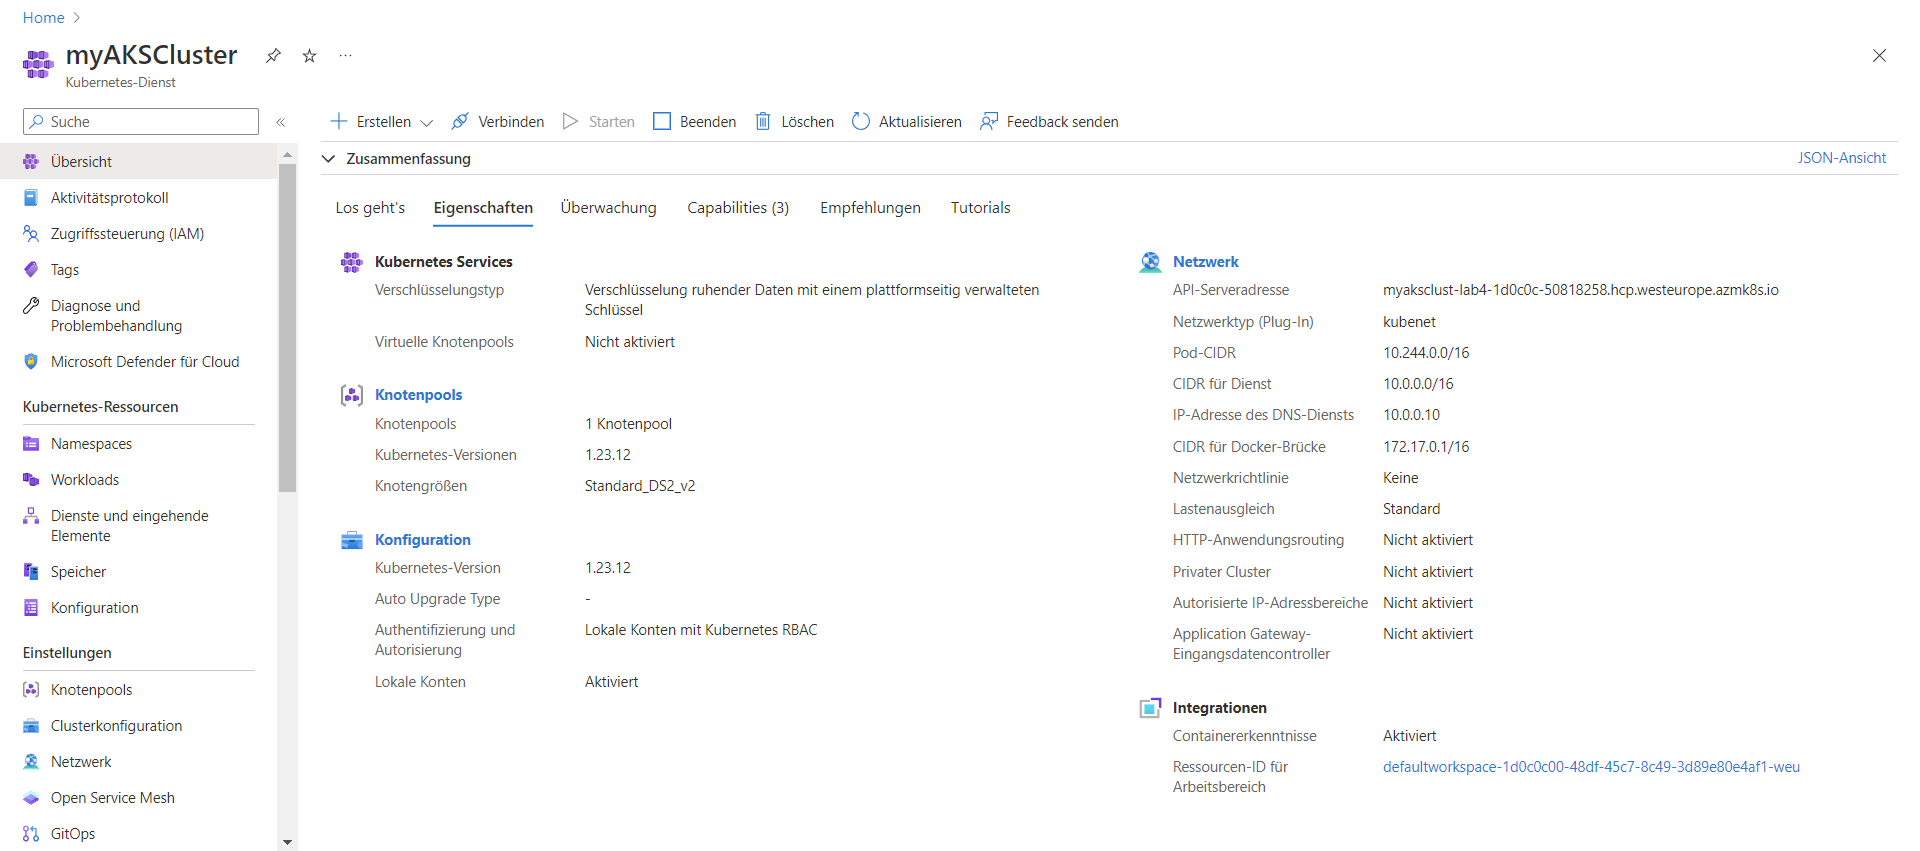 Home
myAKSCluster
Kubernetes-Dienst
Suche
Übersicht
Aktivitätsprotokoll
Zugriffssteuerung (IAM)
Tags
Diagnose und
Problembehandlung
Microsoft Defender für Cloud
Kubernetes-Ressourcen
Namespaces
Workloads
Dienste und eingehende
Elemente
Speicher
Konfiguration
Einstellungen
Knotenpools
Clusterkonfiguration
Netzwerk
Open Service Mesh
GitOps
Erstellen Verbinden Starten Beenden Löschen Aktualisieren Feedback senden
Zusammenfassung JSON-Ansicht
Los geht's Eigenschaften Überwachung Capabilities (3) Empfehlungen Tutorials
Kubernetes Services
Verschlüsselungstyp Verschlüsselung ruhender Daten mit einem plattformseitig verwalteten
Schlüssel
Virtuelle Knotenpools Nicht aktiviert
Knotenpools
Knotenpools 1 Knotenpool
Kubernetes-Versionen 1.23.12
Knotengrößen Standard_DS2_v2
Konfiguration
Kubernetes-Version 1.23.12
Auto Upgrade Type -
Authentifizierung und Lokale Konten mit Kubernetes RBAC
Autorisierung
Lokale Konten Aktiviert
Netzwerk
API-Serveradresse myaksclust-lab4-1d0c0c-50818258.hcp.westeurope.azmk8s.io
Netzwerktyp (Plug-In) kubenet
Pod-CIDR 10.244.0.0/16
CIDR für Dienst 10.0.0.0/16
IP-Adresse des DNS-Diensts 10.0.0.10
CIDR für Docker-Brücke 172.17.0.1/16
Netzwerkrichtlinie Keine
Lastenausgleich Standard
HTTP-Anwendungsrouting Nicht aktiviert
Privater Cluster Nicht aktiviert
Autorisierte IP-Adressbereiche Nicht aktiviert
Application Gateway- Nicht aktiviert
Eingangsdatencontroller
Integrationen
Containererkenntnisse Aktiviert
Ressourcen-ID für defaultworkspace-1d0c0c00-48df-45c7-8c49-3d89e80e4af1-weu
Arbeitsbereich